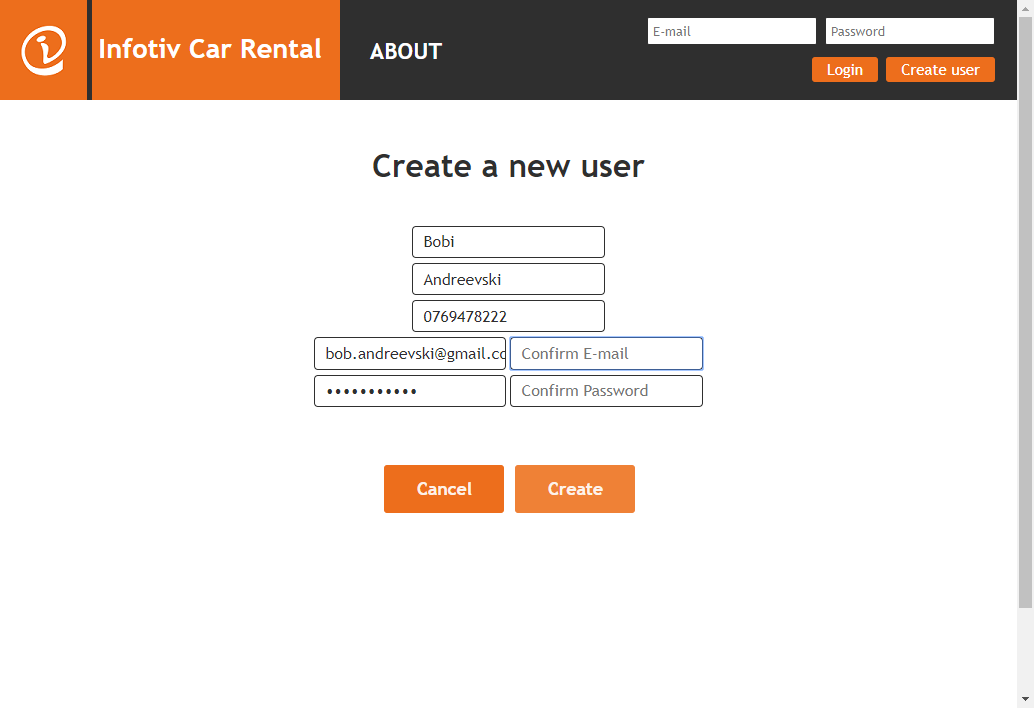 Infotiv Car Rental
ABOUT
E-mail
Password
Login
Create user
Create a new user
Bobi
Andreevski
0769478222
bob.andreevski@gmail.co
Confirm E-mail
•••••••••••
Confirm Password
Cancel
Create